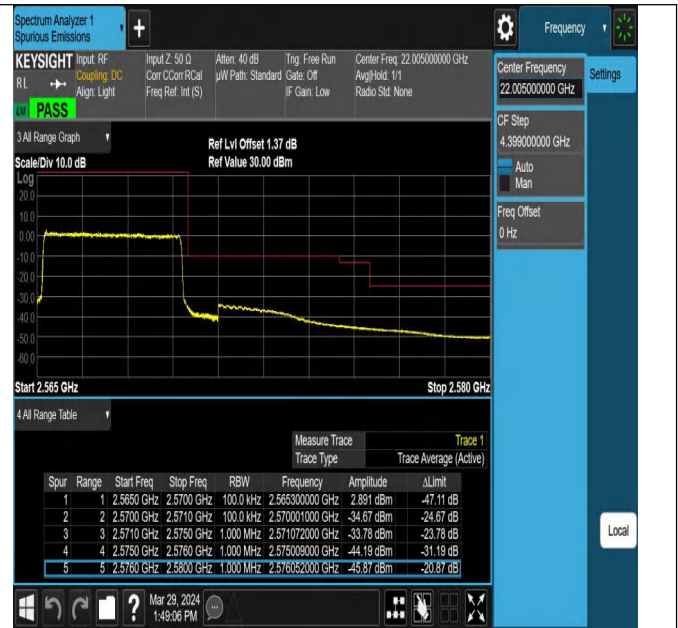 Spectrum Analyzer 1
Spurious Emissions
Frequency
KEYSIGHT Input: RF Input Z: 50 Ω Atten: 40 dB Trig: Free Run Center Freq: 22.005000000 GHz
RL Coupling: DC Corr CCorr RCal µW Path: Standard Gate: Off Avg|Hold: 1/1
Align: Light Freq Ref: Int (S) IF Gain: Low Radio Std: None
PASS
Center Frequency
22.005000000 GHz
Settings
CF Step
4.399000000 GHz
Auto
Man
Freq Offset
0 Hz
3 All Range Graph
Ref Lvl Offset 1.37 dB
Scale/Div 10.0 dB Ref Value 30.00 dBm
Log
20.0
10.0
0.00
-10.0
-20.0
-30.0
-40.0
-50.0
-60.0
Start 2.565 GHz Stop 2.580 GHz
4 All Range Table
Measure Trace Trace 1
Trace Type Trace Average (Active)
Spur Range Start Freq Stop Freq RBW Frequency Amplitude ΔLimit
1 1 2.5650 GHz 2.5700 GHz 100.0 kHz 2.565300000 GHz 2.891 dBm -47.11 dB
2 2 2.5700 GHz 2.5710 GHz 100.0 kHz 2.570001000 GHz -34.67 dBm -24.67 dB
3 3 2.5710 GHz 2.5750 GHz 1.000 MHz 2.571072000 GHz -33.78 dBm -23.78 dB
4 4 2.5750 GHz 2.5760 GHz 1.000 MHz 2.575009000 GHz -44.19 dBm -31.19 dB
5 5 2.5760 GHz 2.5800 GHz 1.000 MHz 2.576052000 GHz -45.87 dBm -20.87 dB
Local
?
Mar 29, 2024
1:49:06 PM